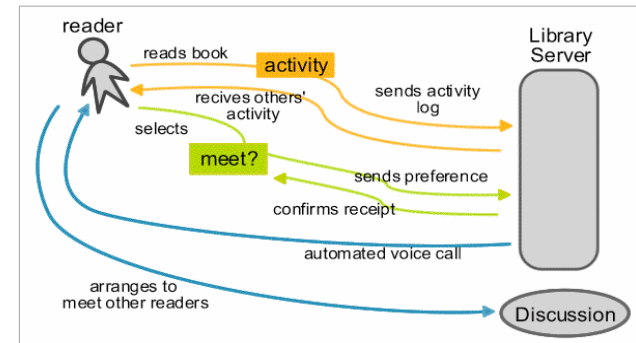 reader
Library
Server
reads book
activity
sends activity
log
recives others'
activity
selects
meet?
sends preference
confirms receipt
automated voice call
arranges to
meet other readers
Discussion